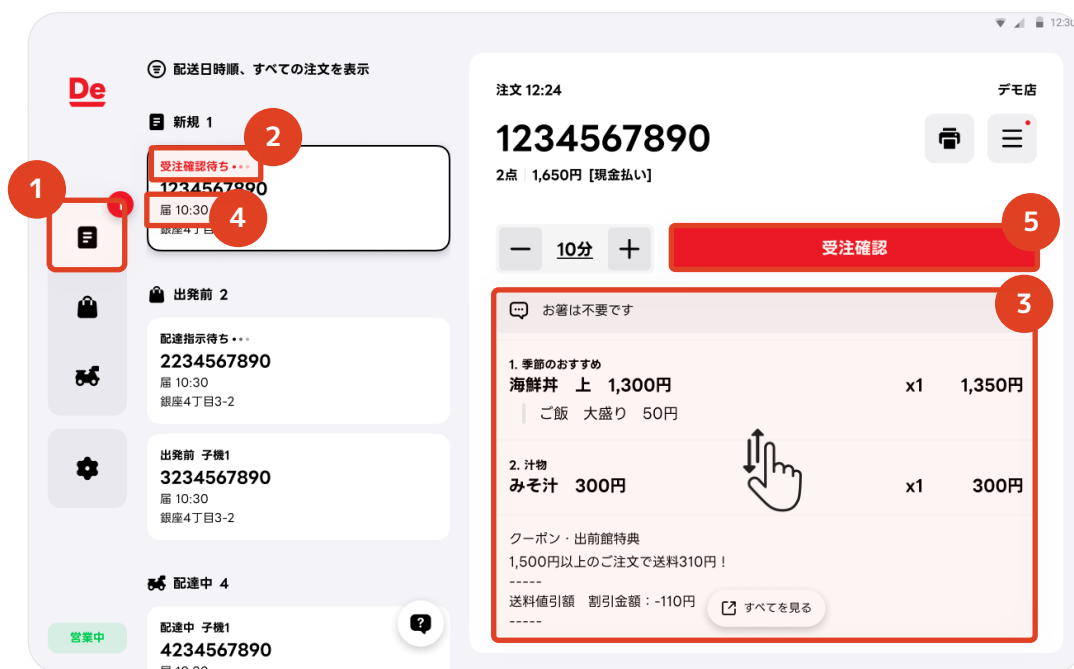 12:30
De
配送日時順、すべての注文を表示
新規 1
2
受注確認待ち
1234567890
届 10:30
4
銀座4丁目
1
出発前 2
配達指示待ち
2234567890
届 10:30
銀座4丁目3-2
出発前 子機1
3234567890
届 10:30
銀座4丁目3-2
配達中 4
配達中 子機1
4234567890
営業中
注文 12:24
デモ店
1234567890
2点 1,650円 [現金払い]
10分
受注確認
5
3
お箸は不要です
1. 季節のおすすめ
海鮮丼 上 1,300円 x1 1,350円
ご飯 大盛り 50円
2. 汁物
みそ汁 300円 x1 300円
クーポン・出前館特典
1,500円以上のご注文で送料310円！
-----
送料値引額 割引金額：-110円
-----
すべてを見る